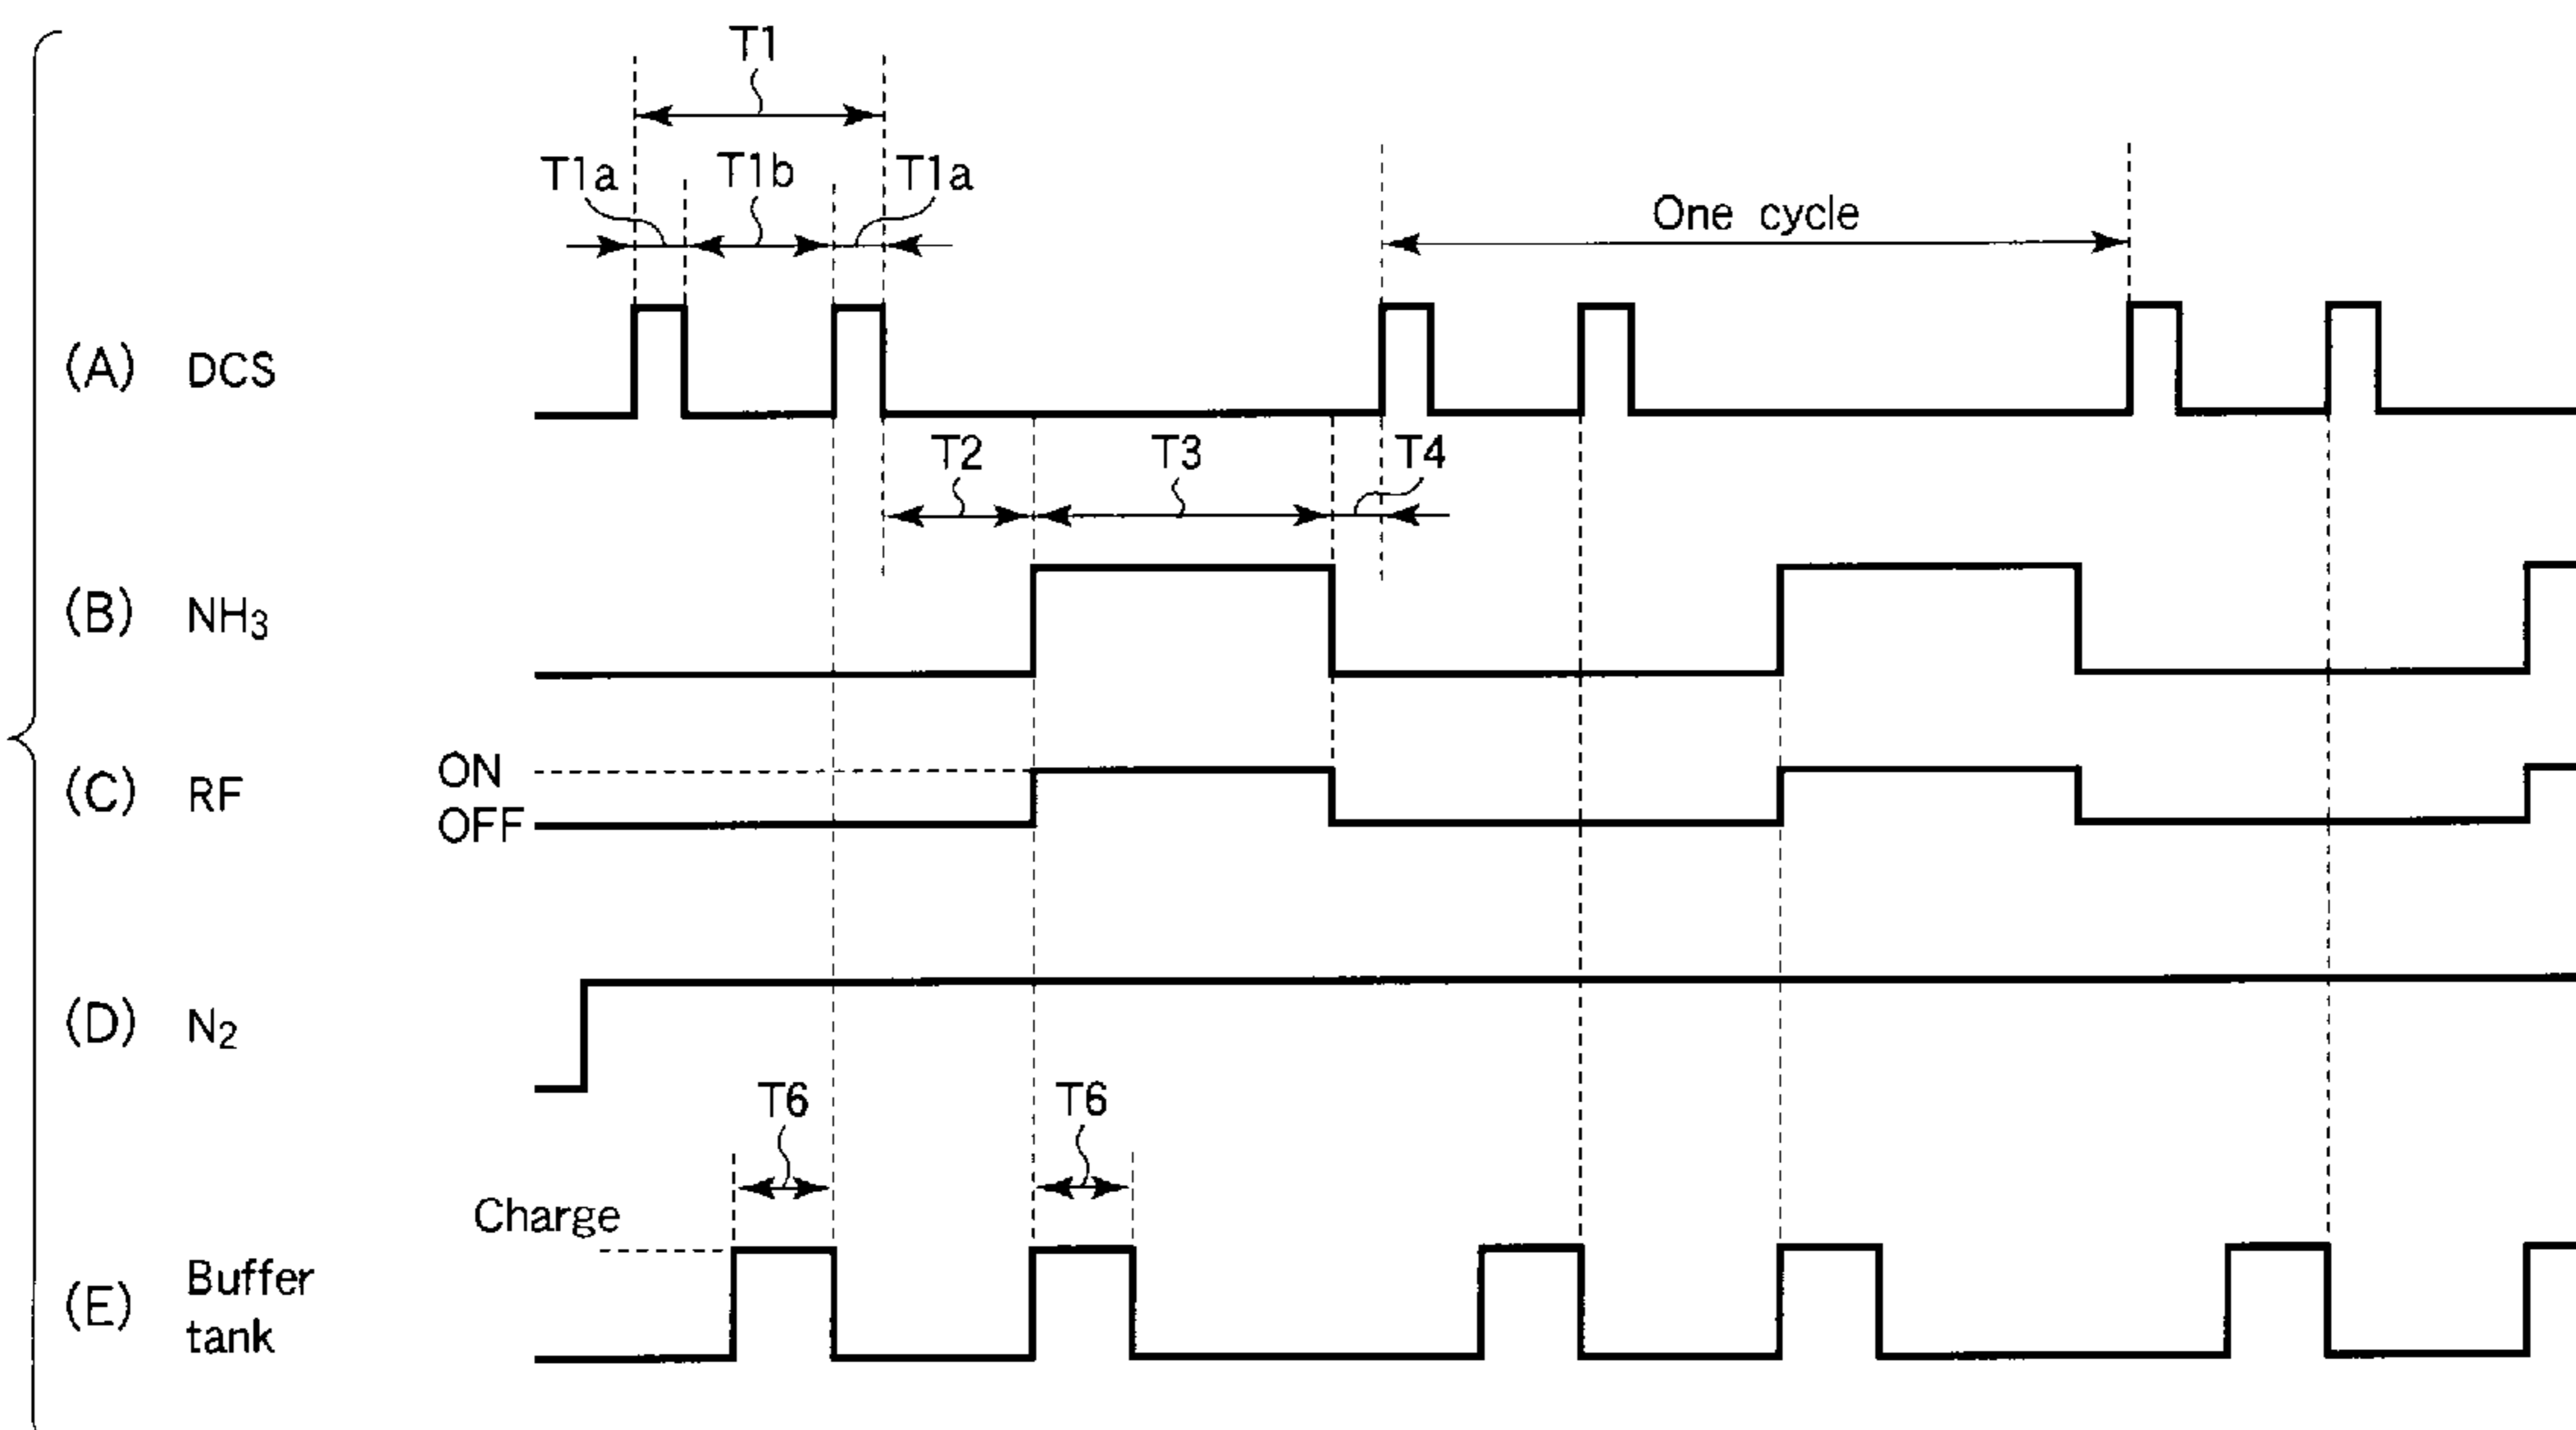 T1
T1a T1b T1a
One cycle
(A) DCS
T2 T3 T4
(B) NH₃
(C) RF ON
OFF
(D) N₂
T6 T6
Charge
(E) Buffer
tank